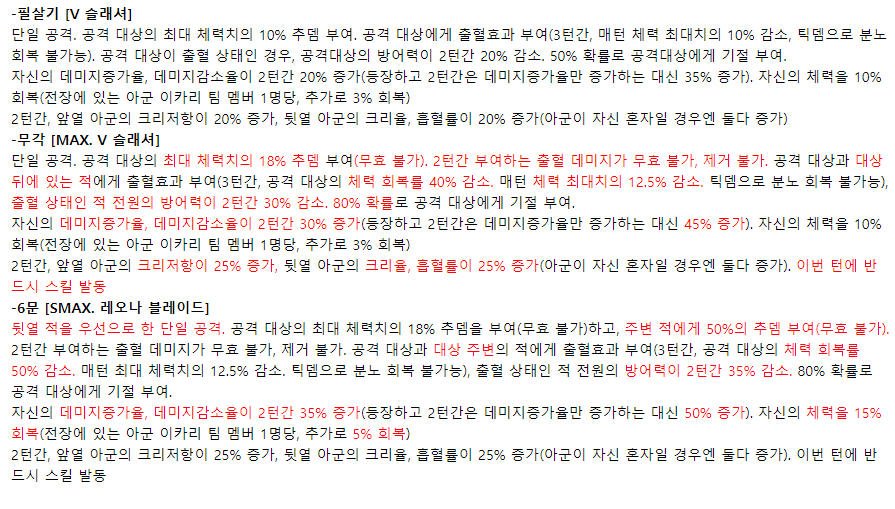 -필살기 [V 슬래셔]
단일 공격. 공격 대상의 최대 체력치의 10% 추뎀 부여. 공격 대상에게 출혈효과 부여(3턴간, 매턴 체력 최대치의 10% 감소, 틱뎀으로 분노
회복 불가능). 공격 대상이 출혈 상태인 경우, 공격대상의 방어력이 2턴간 20% 감소. 50% 확률로 공격대상에게 기절 부여.
자신의 데미지증가율, 데미지감소율이 2턴간 20% 증가(등장하고 2턴간은 데미지증가율만 증가하는 대신 35% 증가). 자신의 체력을 10%
회복(전장에 있는 아군 이카리 팀 멤버 1명당, 추가로 3% 회복)
2턴간, 앞열 아군의 크리저항이 20% 증가, 뒷열 아군의 크리율, 흡혈률이 20% 증가(아군이 자신 혼자일 경우엔 둘다 증가)
-무각 [MAX. V 슬래셔]
단일 공격. 공격 대상의 최대 체력치의 18% 추뎀 부여(무효 불가). 2턴간 부여하는 출혈 데미지가 무효 불가, 제거 불가. 공격 대상과 대상
뒤에 있는 적에게 출혈효과 부여(3턴간, 공격 대상의 체력 회복률 40% 감소. 매턴 체력 최대치의 12.5% 감소. 틱뎀으로 분노 회복 불가능),
출혈 상태인 적 전원의 방어력이 2턴간 30% 감소. 80% 확률로 공격 대상에게 기절 부여.
자신의 데미지증가율, 데미지감소율이 2턴간 30% 증가(등장하고 2턴간은 데미지증가율만 증가하는 대신 45% 증가). 자신의 체력을 10%
회복(전장에 있는 아군 이카리 팀 멤버 1명당, 추가로 3% 회복)
2턴간, 앞열 아군의 크리저항이 25% 증가, 뒷열 아군의 크리율, 흡혈률이 25% 증가(아군이 자신 혼자일 경우엔 둘다 증가). 이번 턴에 반
드시 스킬 발동
-6문 [SMAX. 레오나 블레이드]
뒷열 적을 우선으로 한 단일 공격. 공격 대상의 최대 체력치의 18% 추뎀을 부여(무효 불가)하고, 주변 적에게 50%의 추뎀 부여(무효 불가).
2턴간 부여하는 출혈 데미지가 무효 불가, 제거 불가. 공격 대상과 대상 주변의 적에게 출혈효과 부여(3턴간, 공격 대상의 체력 회복률
50% 감소. 매턴 최대 체력치의 12.5% 감소. 틱뎀으로 분노 회복 불가능), 출혈 상태인 적 전원의 방어력이 2턴간 35% 감소. 80% 확률로
공격 대상에게 기절 부여.
자신의 데미지증가율, 데미지감소율이 2턴간 35% 증가(등장하고 2턴간은 데미지증가율만 증가하는 대신 50% 증가). 자신의 체력을 15%
회복(전장에 있는 아군 이카리 팀 멤버 1명당, 추가로 5% 회복)
2턴간, 앞열 아군의 크리저항이 25% 증가, 뒷열 아군의 크리율, 흡혈률이 25% 증가(아군이 자신 혼자일 경우엔 둘다 증가). 이번 턴에 반
드시 스킬 발동